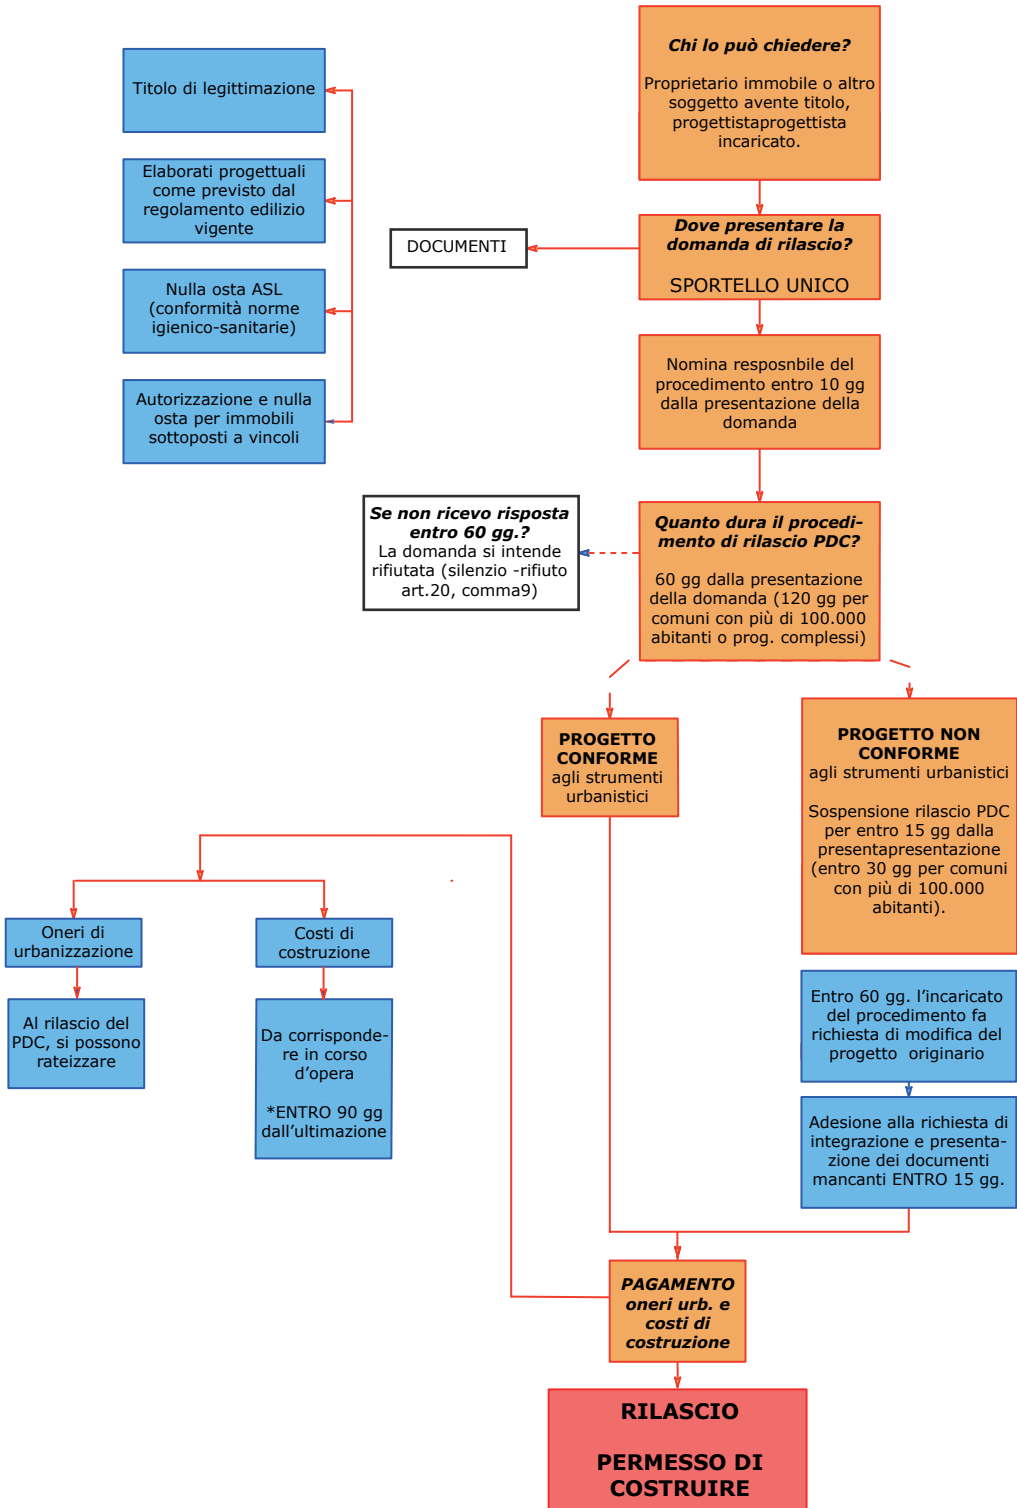 Chi lo può chiedere?
Proprietario immobile o altro
soggetto avente titolo,
progettistaprogettista
incaricato.
Titolo di legittimazione
Elaborati progettuali
come previsto dal
regolamento edilizio
vigente
Nulla osta ASL
(conformità norme
igienico-sanitarie)
Autorizzazione e nulla
osta per immobili
sottoposti a vincoli
DOCUMENTI
Dove presentare la
domanda di rilascio?
SPORTELLO UNICO
Nomina resposnbile del
procedimento entro 10 gg
dalla presentazione della
domanda
Se non ricevo risposta
entro 60 gg.?
La domanda si intende
rifiutata (silenzio -rifiuto
art.20, comma9)
Quanto dura il procedi-
mento di rilascio PDC?
60 gg dalla presentazione
della domanda (120 gg per
comuni con più di 100.000
abitanti o prog. complessi)
PROGETTO
CONFORME
agli strumenti
urbanistici
PROGETTO NON
CONFORME
agli strumenti urbanistici
Sospensione rilascio PDC
per entro 15 gg dalla
presentapresentazione
(entro 30 gg per comuni
con più di 100.000
abitanti).
Oneri di
urbanizzazione
Costi di
costruzione
Al rilascio del
PDC, si possono
rateizzare
Da corrisponde-
re in corso
d’opera
*ENTRO 90 gg
dall’ultimazione
Entro 60 gg. l’incaricato
del procedimento fa
richiesta di modifica del
progetto  originario
Adesione alla richiesta di
integrazione e presenta-
zione dei documenti
mancanti ENTRO 15 gg.
PAGAMENTO
oneri urb. e
costi di
costruzione
RILASCIO
PERMESSO DI
COSTRUIRE